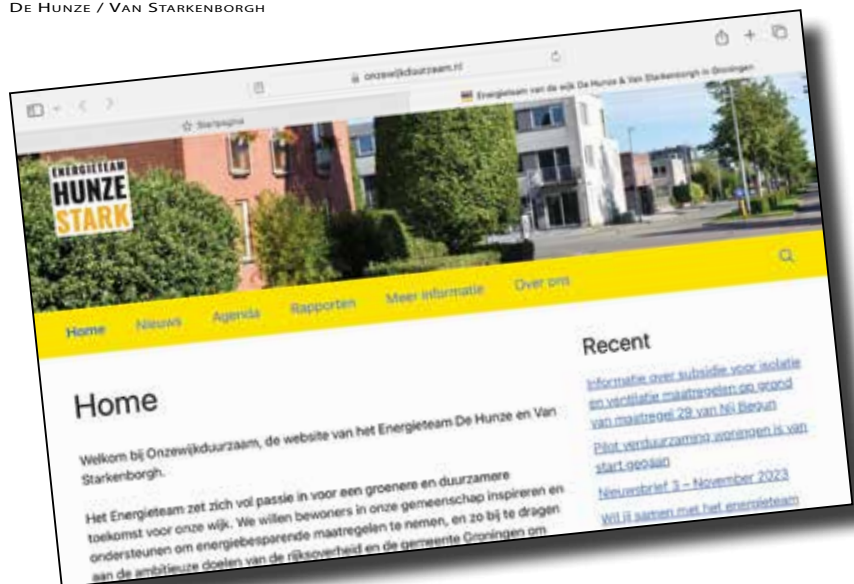 De Hunze / Van Starkenborgh
onzewijkduurzaam.nl
Startpagina
Energieteam van de wijk De Hunze & Van Starkenborgh in Groningen
ENERGIETEAM
HUNZE
STARK
Home Nieuws Agenda Rapporten Meer informatie Over ons
Home
Welkom bij Onzewijkduurzaam, de website van het Energieteam De Hunze en Van
Starkenborgh.
Het Energieteam zet zich vol passie in voor een groenere en duurzamere
toekomst voor onze wijk. We willen bewoners in onze gemeenschap inspireren en
ondersteunen om energiebesparende maatregelen te nemen, en zo bij te dragen
aan de ambitieuze doelen van de rijksoverheid en de gemeente Groningen om
Recent
Informatie over subsidie voor isolatie
en ventilatie maatregelen op grond
van maatregel 29 van Nij Begun
Pilot verduurzaming woningen is van
start gegaan
Nieuwsbrief 3 – November 2023
Wil jij samen met het energieteam